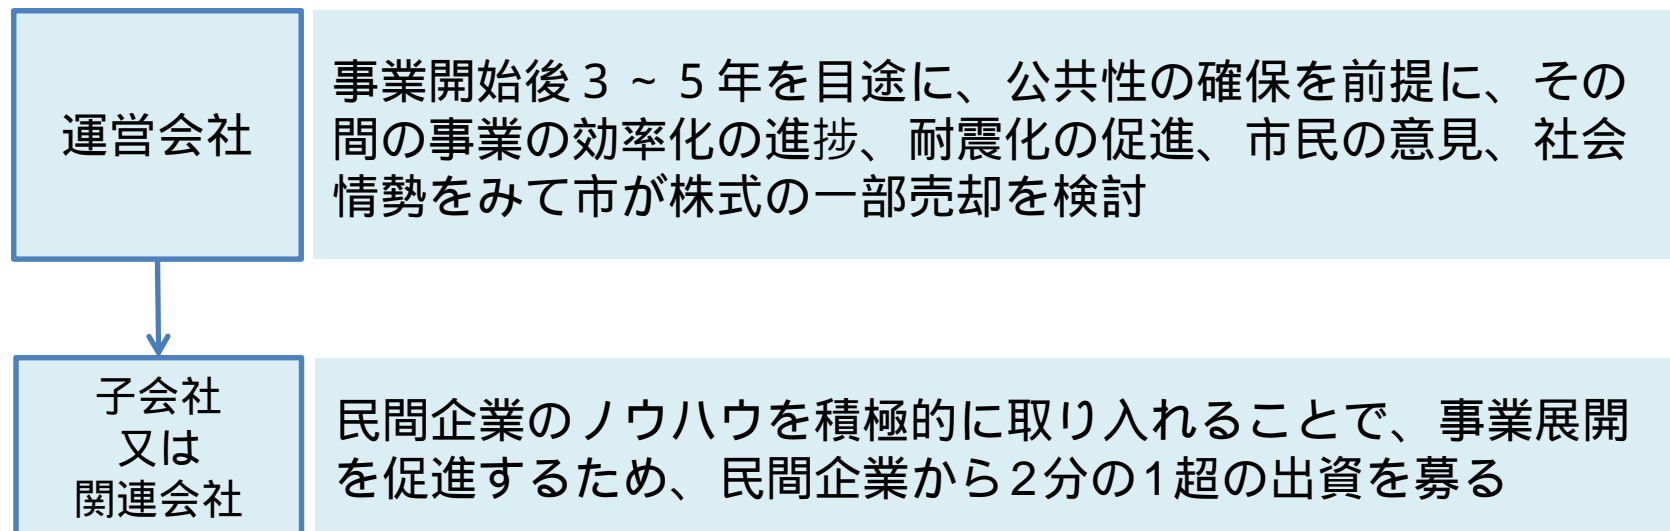 運営会社
事業開始後３～５年を目途に、公共性の確保を前提に、その
間の事業の効率化の進捗、耐震化の促進、市民の意見、社会
情勢をみて市が株式の一部売却を検討
子会社
又は
関連会社
民間企業のノウハウを積極的に取り入れることで、事業展開
を促進するため、民間企業から2分の1超の出資を募る